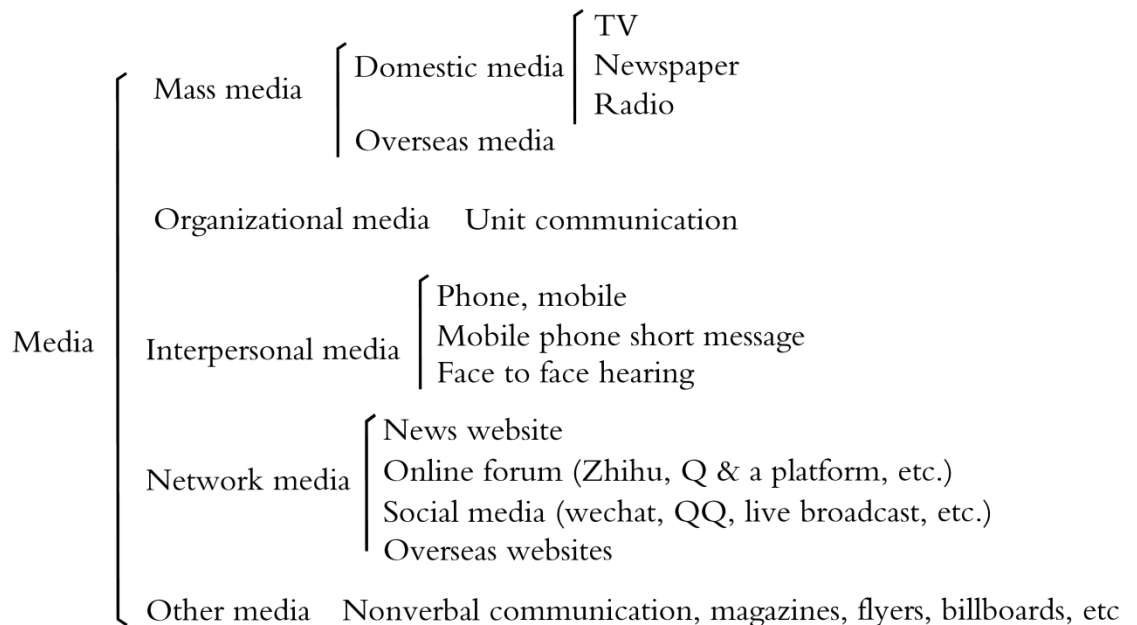 TV
Domestic media
Newspaper
Mass media
Radio
Overseas media
Organizational media Unit communication
Phone, mobile
Media
Interpersonal media
Mobile phone short message
Face to face hearing
News website
Network media
Online forum (Zhihu, Q & a platform, etc.)
Social media (wechat, QQ, live broadcast, etc.)
Overseas websites
Other media Nonverbal communication, magazines, flyers, billboards, etc